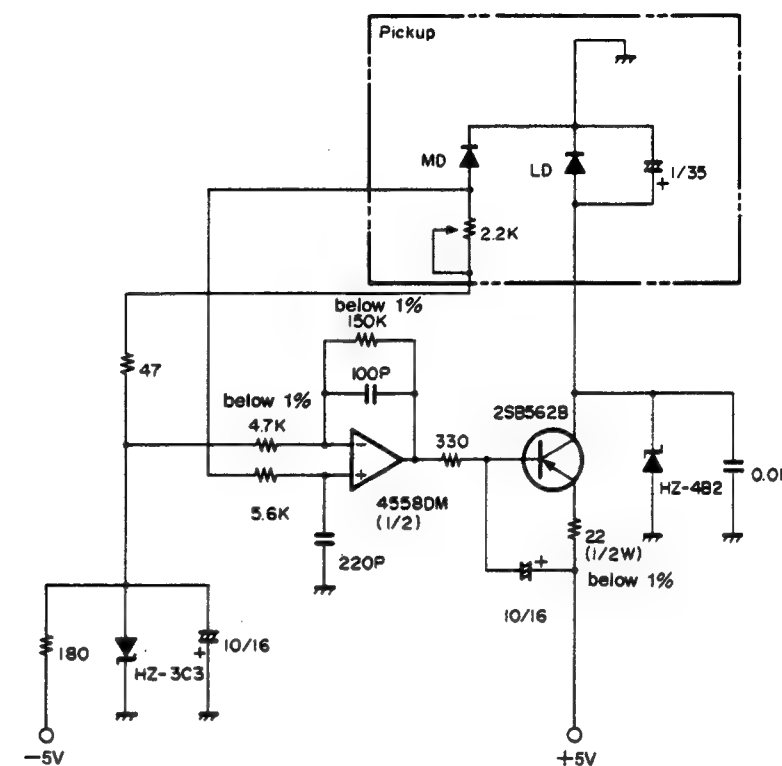 Pickup
MD
LD
1/35
+
2.2K
below 1%
150K
47
100P
below 1%
4.7K
2SB562B
330
−
+
HZ-4B2
0.01
4558DM
(1/2)
5.6K
22
(1/2W)
220P
+
below 1%
10/16
180
HZ-3C3
+
10/16
−5V
+5V